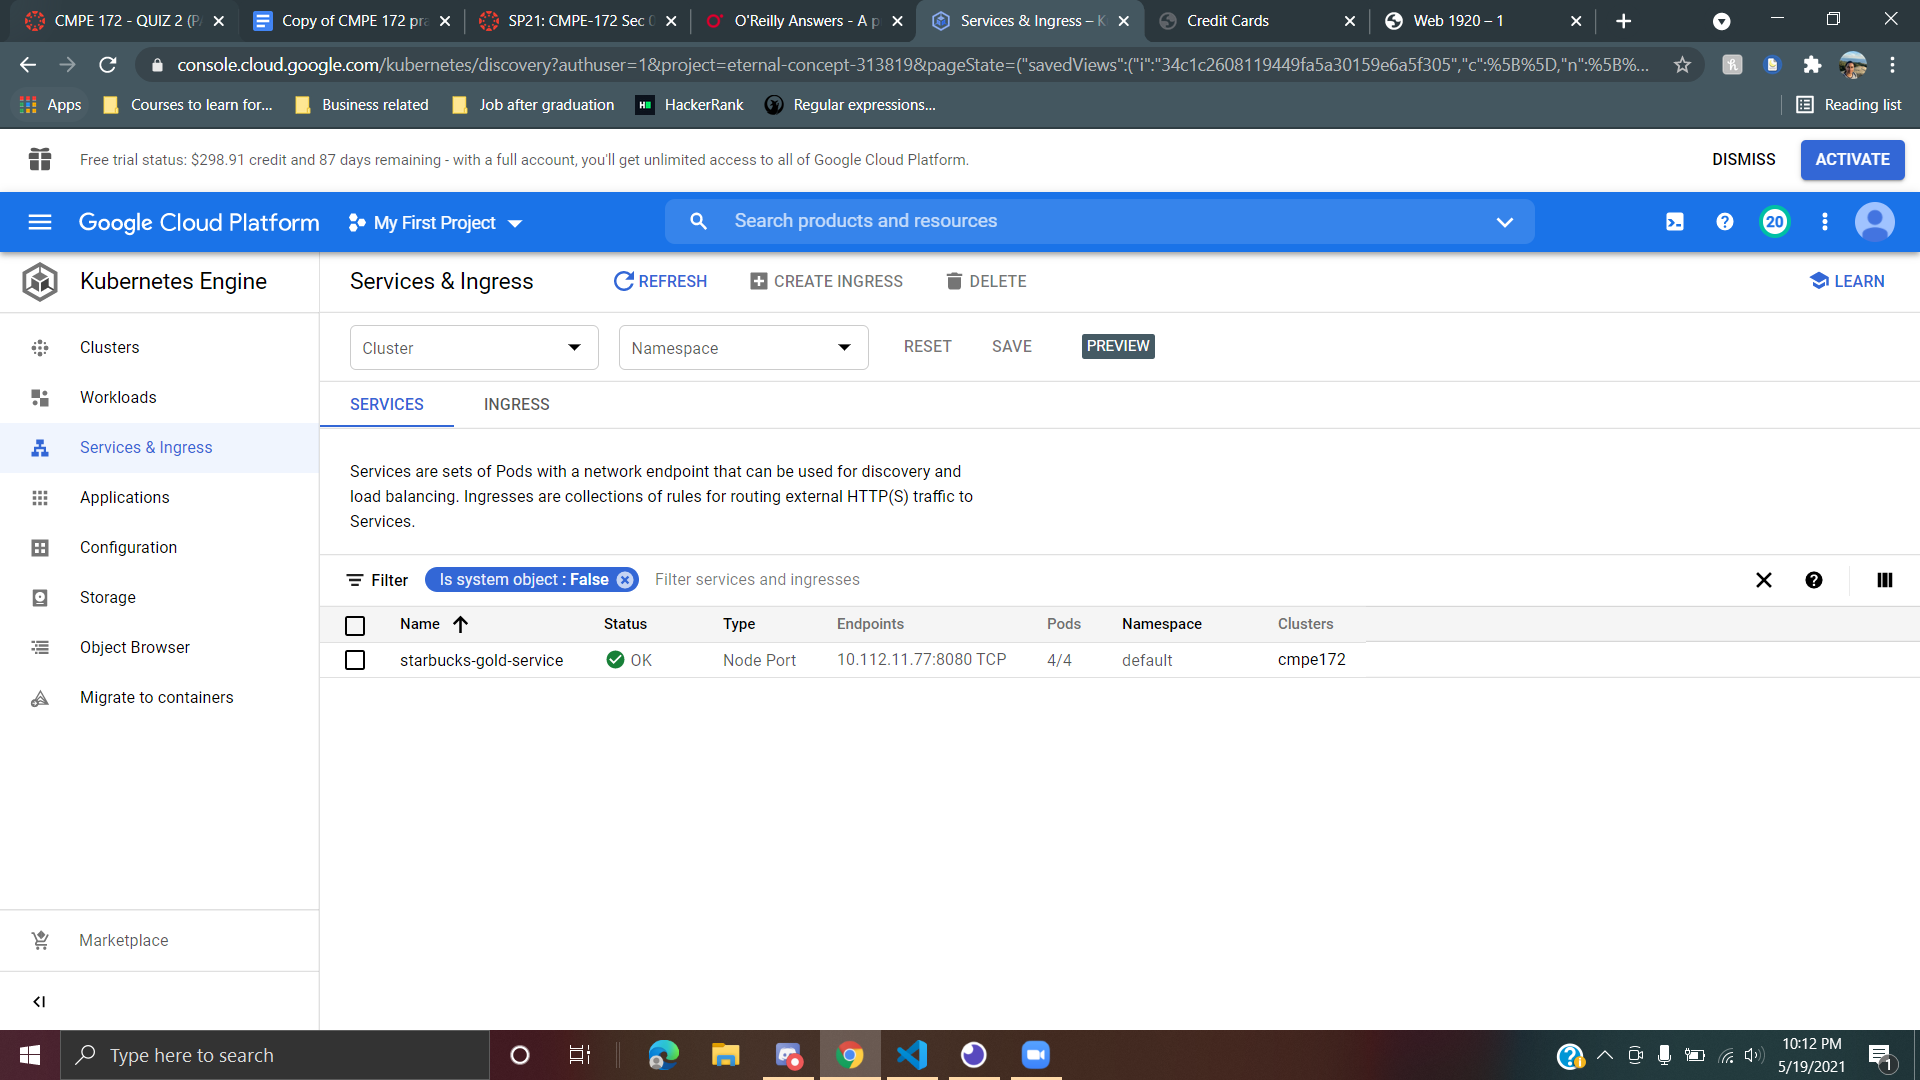 CMPE 172 - QUIZ 2 (PA
Copy of CMPE 172 pra
SP21: CMPE-172 Sec 0
O'Reilly Answers - A p
Services & Ingress – K
Credit Cards
Web 1920 – 1
console.cloud.google.com/kubernetes/discovery?authuser=1&project=eternal-concept-313819&pageState=("savedViews":("i":"34c1c2608119449fa5a30159e6a5f305","c":%5B%5D,"n":%5B%...
Apps
Courses to learn for...
Business related
Job after graduation
HackerRank
Regular expressions...
Reading list
Free trial status: $298.91 credit and 87 days remaining - with a full account, you'll get unlimited access to all of Google Cloud Platform.
DISMISS
ACTIVATE
Google Cloud Platform
My First Project
Search products and resources
20
Kubernetes Engine
Services & Ingress
REFRESH
CREATE INGRESS
DELETE
LEARN
Clusters
Workloads
Services & Ingress
Applications
Configuration
Storage
Object Browser
Migrate to containers
Marketplace
Cluster
Namespace
RESET
SAVE
PREVIEW
SERVICES
INGRESS
Services are sets of Pods with a network endpoint that can be used for discovery and
load balancing. Ingresses are collections of rules for routing external HTTP(S) traffic to
Services.
Filter
Is system object : False
Filter services and ingresses
Name Status Type Endpoints Pods Namespace Clusters
starbucks-gold-service OK Node Port 10.112.11.77:8080 TCP 4/4 default cmpe172
Type here to search
10:12 PM
5/19/2021
1